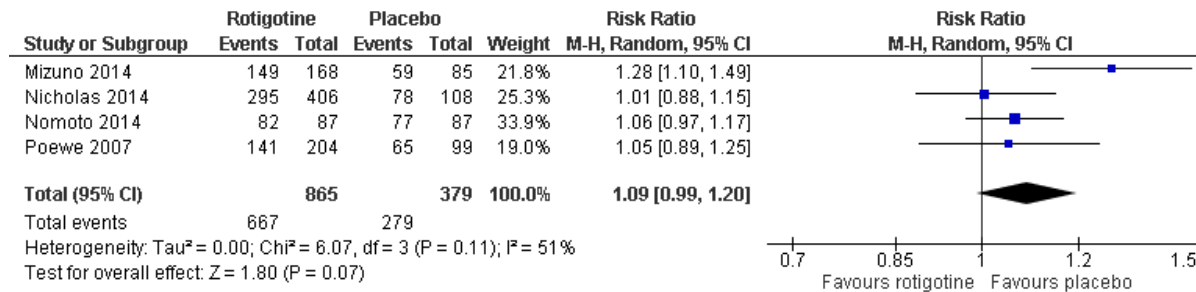 Rotigotine Placebo Risk Ratio Risk Ratio
Study or Subgroup Events Total Events Total Weight M-H, Random, 95% CI M-H, Random, 95% CI
Mizuno 2014 149 168 59 85 21.8% 1.28 [1.10, 1.49]
Nicholas 2014 295 406 78 108 25.3% 1.01 [0.88, 1.15]
Nomoto 2014 82 87 77 87 33.9% 1.06 [0.97, 1.17]
Poewe 2007 141 204 65 99 19.0% 1.05 [0.89, 1.25]
Total (95% CI) 865 379 100.0% 1.09 [0.99, 1.20]
Total events 667 279
Heterogeneity: Tau² = 0.00; Chi² = 6.07, df = 3 (P = 0.11); I² = 51%
Test for overall effect: Z = 1.80 (P = 0.07)
0.7 0.85 1 1.2 1.5
Favours rotigotine Favours placebo